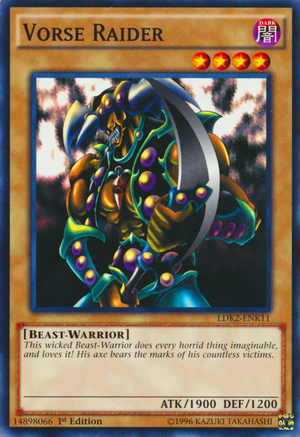 Vorse Raider
DARK
闇
LDK2-ENK11
[BEAST-WARRIOR]
This wicked Beast-Warrior does every horrid thing imaginable,
and loves it! His axe bears the marks of his countless victims.
ATK/1900 DEF/1200
14898066 1st Edition ©1996 KAZUKI TAKAHASHI